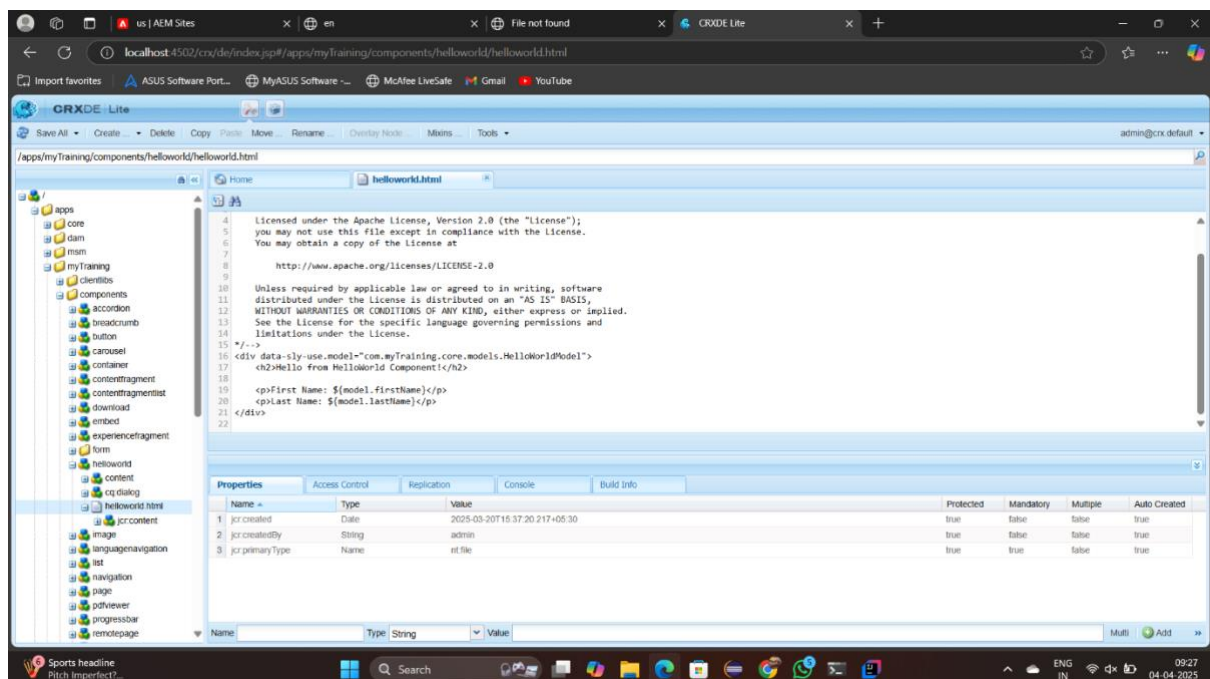 us | AEM Sites
en
File not found
CRXDE Lite
localhost:4502/crx/de/index.jsp#/apps/myTraining/components/helloworld/helloworld.html
Import favorites
ASUS Software Port...
MyASUS Software -...
McAfee LiveSafe
Gmail
YouTube
CRXDE Lite
Save All Create ... Delete Copy Paste Move ... Rename ... Overlay Node ... Mixins ... Tools
admin@crx.default
/apps/myTraining/components/helloworld/helloworld.html
Home
helloworld.html
/
apps
core
dam
msm
myTraining
clientlibs
components
accordion
breadcrumb
button
carousel
container
contentfragment
contentfragmentlist
download
embed
experiencefragment
form
helloworld
content
cq:dialog
helloworld.html
jcr:content
image
languagenavigation
list
navigation
page
pdfviewer
progressbar
remotepage
4 Licensed under the Apache License, Version 2.0 (the "License");
5 you may not use this file except in compliance with the License.
6 You may obtain a copy of the License at
7
8 http://www.apache.org/licenses/LICENSE-2.0
9
10 Unless required by applicable law or agreed to in writing, software
11 distributed under the License is distributed on an "AS IS" BASIS,
12 WITHOUT WARRANTIES OR CONDITIONS OF ANY KIND, either express or implied.
13 See the License for the specific language governing permissions and
14 limitations under the License.
15 */-->
16 <div data-sly-use.model="com.myTraining.core.models.HelloWorldModel">
17 <h2>Hello from HelloWorld Component!</h2>
18
19 <p>First Name: ${model.firstName}</p>
20 <p>Last Name: ${model.lastName}</p>
21 </div>
22
Properties Access Control Replication Console Build Info
Name Type Value Protected Mandatory Multiple Auto Created
1 jcr:created Date 2025-03-20T15:37:20.217+05:30 true false false true
2 jcr:createdBy String admin true false false true
3 jcr:primaryType Name nt:file true true false true
Name Type String Value Multi Add
Sports headline
Pitch Imperfect?...
6
Search
ENG
IN
09:27
04-04-2025